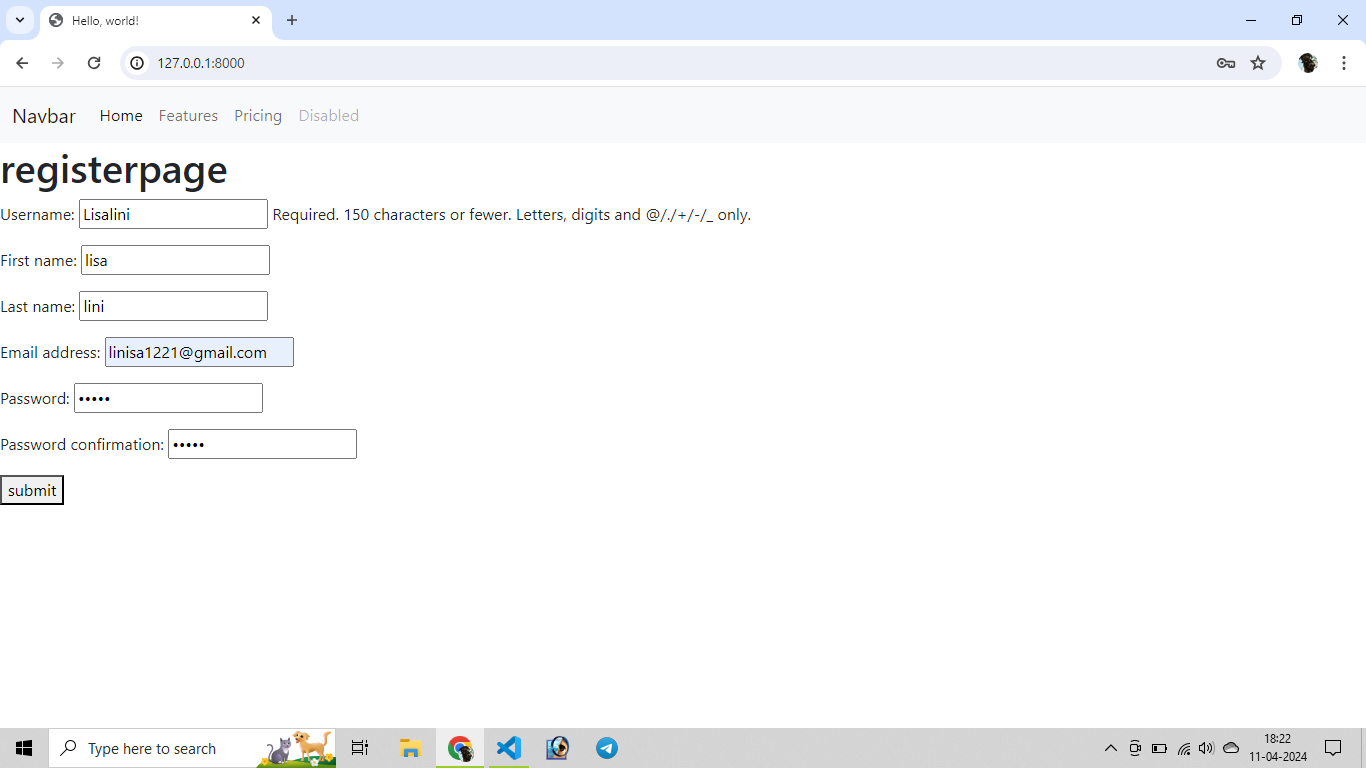 Hello, world!
127.0.0.1:8000
Navbar Home Features Pricing Disabled
registerpage
Username: Lisalini Required. 150 characters or fewer. Letters, digits and @/./+/-/_ only.
First name: lisa
Last name: lini
Email address: linisa1221@gmail.com
Password: •••••
Password confirmation: •••••
submit
Type here to search
18:22
11-04-2024